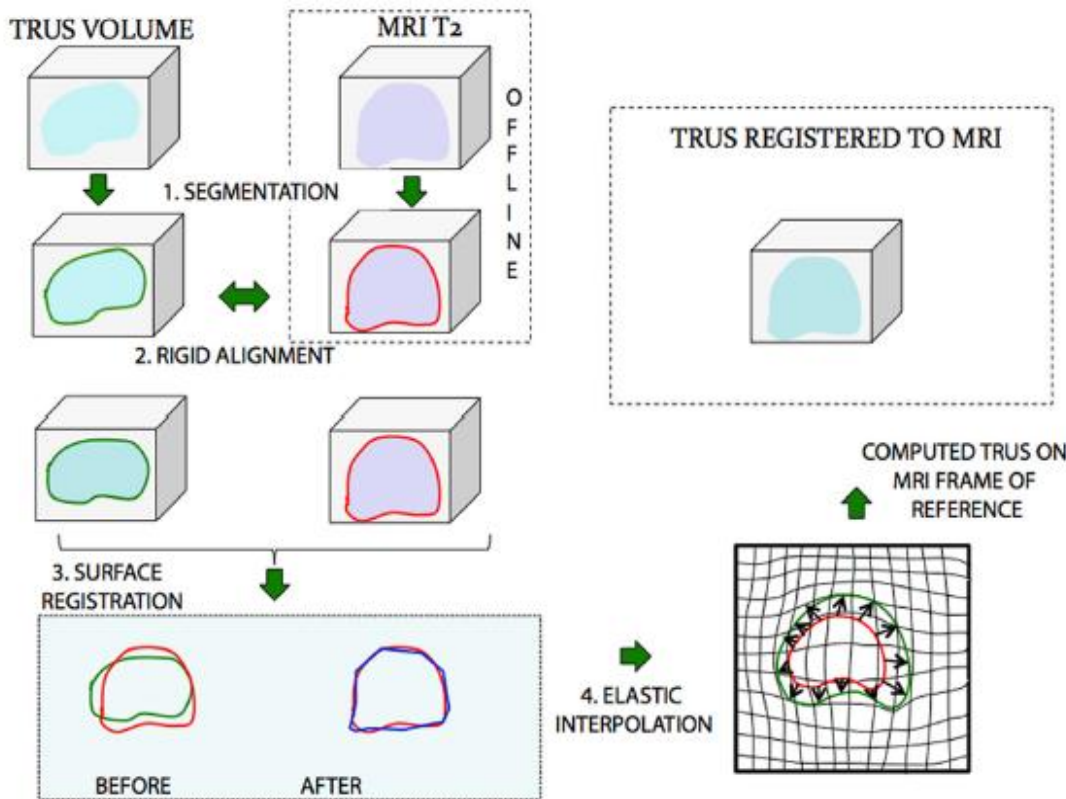 TRUS VOLUME
MRI T2
OFFLINE
1. SEGMENTATION
2. RIGID ALIGNMENT
3. SURFACE
REGISTRATION
BEFORE
AFTER
4. ELASTIC
INTERPOLATION
COMPUTED TRUS ON
MRI FRAME OF
REFERENCE
TRUS REGISTERED TO MRI